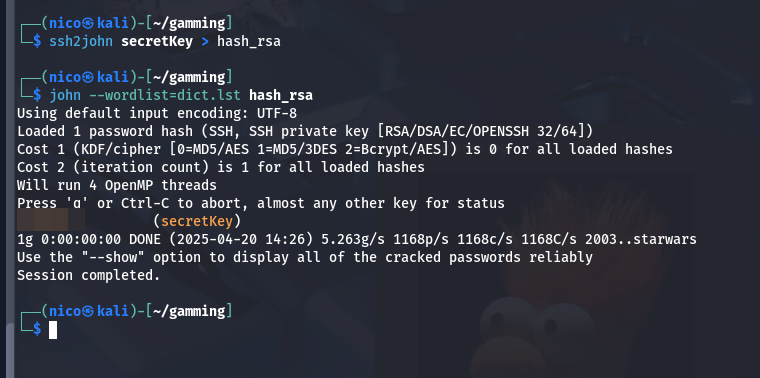 ┌──(nico㉿kali)-[~/gamming]
└─$ ssh2john secretKey > hash_rsa
┌──(nico㉿kali)-[~/gamming]
└─$ john --wordlist=dict.lst hash_rsa
Using default input encoding: UTF-8
Loaded 1 password hash (SSH, SSH private key [RSA/DSA/EC/OPENSSH 32/64])
Cost 1 (KDF/cipher [0=MD5/AES 1=MD5/3DES 2=Bcrypt/AES]) is 0 for all loaded hashes
Cost 2 (iteration count) is 1 for all loaded hashes
Will run 4 OpenMP threads
Press 'q' or Ctrl-C to abort, almost any other key for status
(secretKey)
1g 0:00:00:00 DONE (2025-04-20 14:26) 5.263g/s 1168p/s 1168c/s 1168C/s 2003..starwars
Use the "--show" option to display all of the cracked passwords reliably
Session completed.
┌──(nico㉿kali)-[~/gamming]
└─$